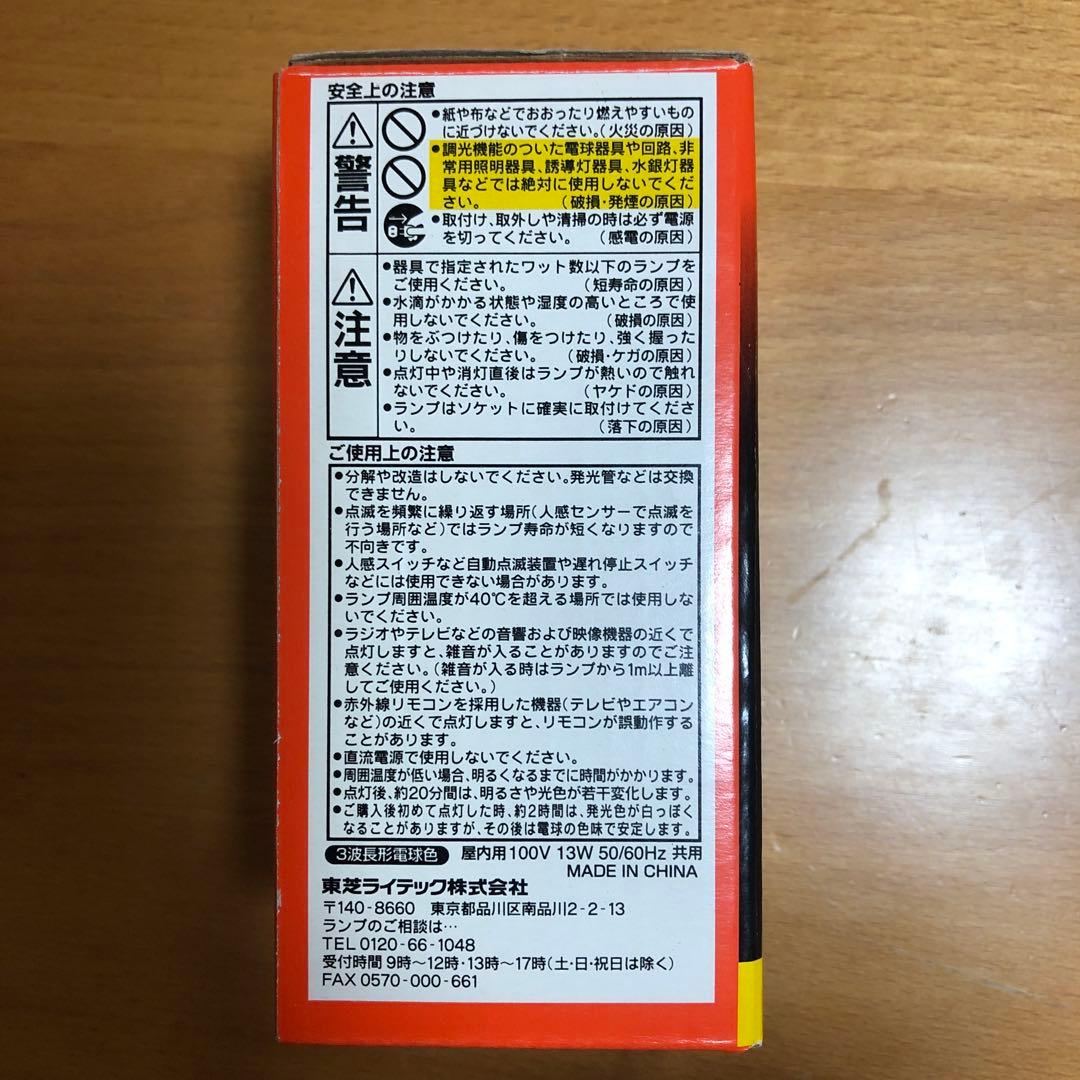 安全上の注意
警告
●紙や布などでおおったり燃えやすいもの
に近づけないでください。(火災の原因)
●調光機能のついた電球器具や回路、非
常用照明器具、誘導灯器具、水銀灯器
具などでは絶対に使用しないでくだ
さい。 (破損・発煙の原因)
●取付け、取外しや清掃の時は必ず電源
を切ってください。 (感電の原因)
注意
●器具で指定されたワット数以下のランプを
ご使用ください。 (短寿命の原因)
●水滴がかかる状態や湿度の高いところで使
用しないでください。 (破損の原因)
●物をぶつけたり、傷をつけたり、強く握った
りしないでください。 (破損・ケガの原因)
●点灯中や消灯直後はランプが熱いので触れ
ないでください。 (ヤケドの原因)
●ランプはソケットに確実に取付けてくださ
い。 (落下の原因)
ご使用上の注意
●分解や改造はしないでください。発光管などは交換
できません。
●点滅を頻繁に繰り返す場所(人感センサーで点滅を
行う場所など)ではランプ寿命が短くなりますので
不向きです。
●人感スイッチなど自動点滅装置や遅れ停止スイッチ
などには使用できない場合があります。
●ランプ周囲温度が40℃を超える場所では使用しな
いでください。
●ラジオやテレビなどの音響および映像機器の近くで
点灯しますと、雑音が入ることがありますのでご注
意ください。(雑音が入る時はランプから1m以上離
してご使用ください。)
●赤外線リモコンを採用した機器(テレビやエアコン
など)の近くで点灯しますと、リモコンが誤動作する
ことがあります。
●直流電源で使用しないでください。
●周囲温度が低い場合、明るくなるまでに時間がかかります。
●点灯後、約20分間は、明るさや光色が若干変化します。
●ご購入後初めて点灯した時、約2時間は、発光色が白っぽく
なることがありますが、その後は電球の色味で安定します。
3波長形電球色 屋内用100V 13W 50/60Hz 共用
MADE IN CHINA
東芝ライテック株式会社
〒140-8660 東京都品川区南品川2-2-13
ランプのご相談は…
TEL 0120-66-1048
受付時間 9時〜12時・13時〜17時(土・日・祝日は除く)
FAX 0570-000-661